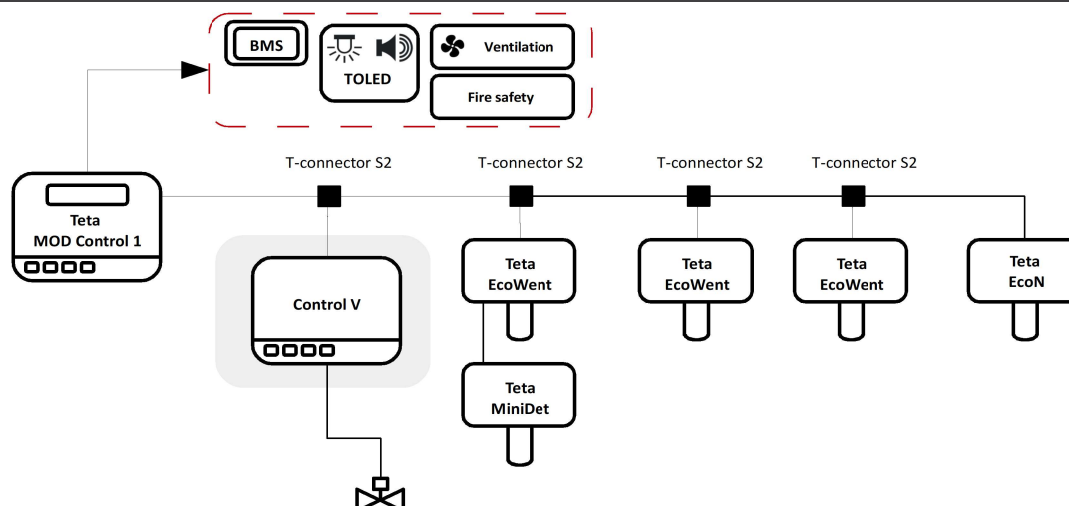 BMS
TOLED
Ventilation
Fire safety
T-connector S2
T-connector S2
T-connector S2
T-connector S2
Teta
MOD Control 1
Control V
Teta
EcoWent
Teta
EcoWent
Teta
EcoWent
Teta
EcoN
Teta
MiniDet